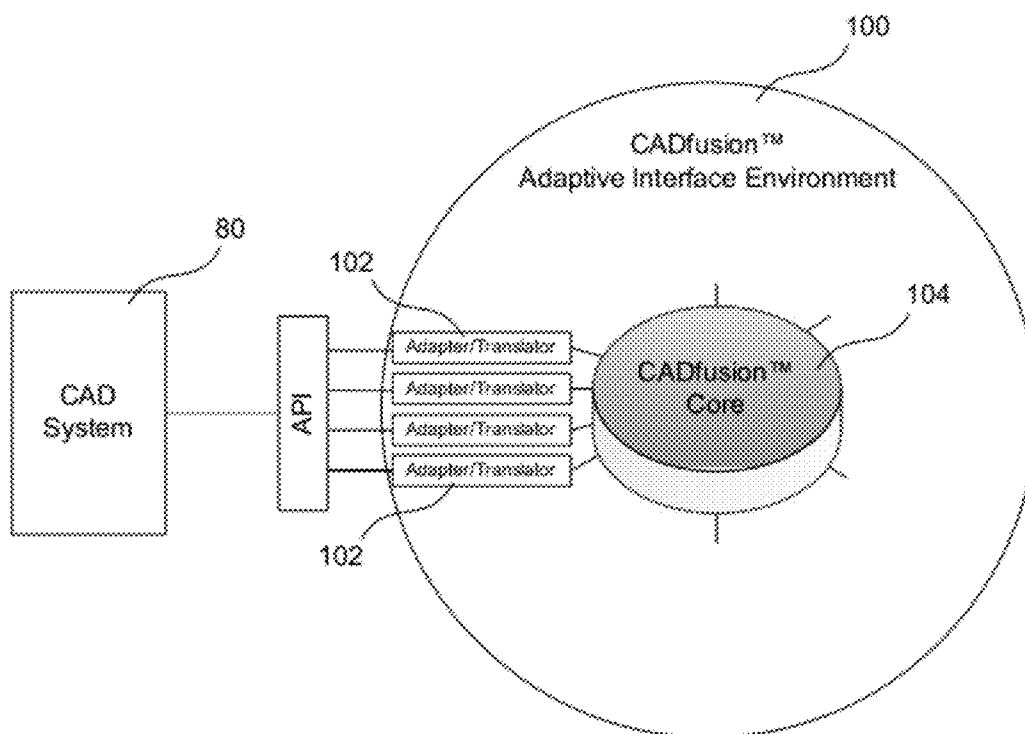 100
CADfusion™
Adaptive Interface Environment
80
102
104
CAD
System
API
Adapter/Translator
Adapter/Translator
Adapter/Translator
Adapter/Translator
CADfusion™
Core
102